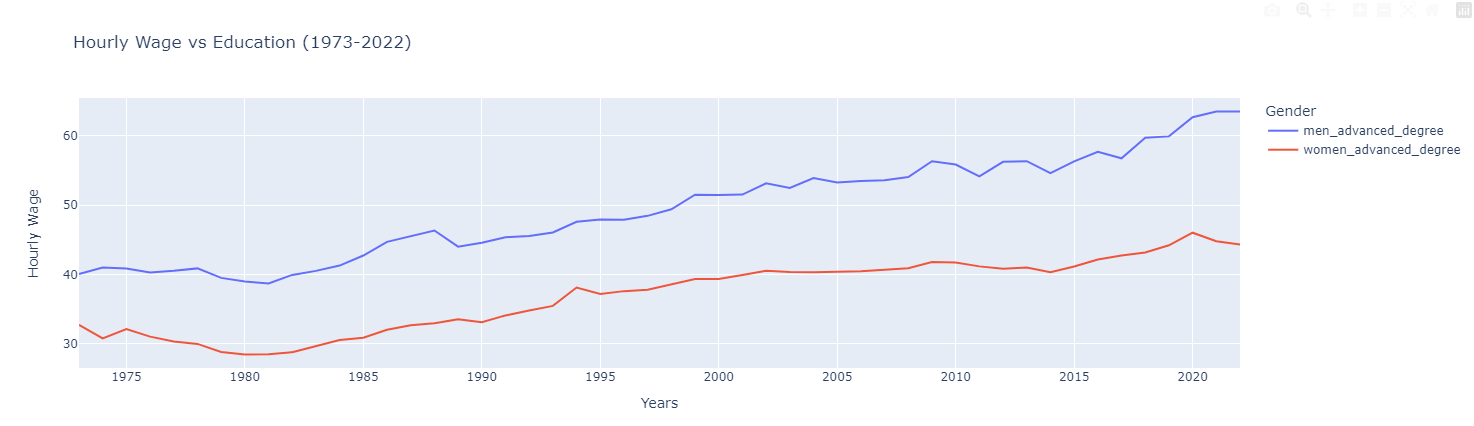 Hourly Wage vs Education (1973-2022)
Gender
men_advanced_degree
women_advanced_degree
Hourly Wage
60
50
40
30
1975 1980 1985 1990 1995 2000 2005 2010 2015 2020
Years